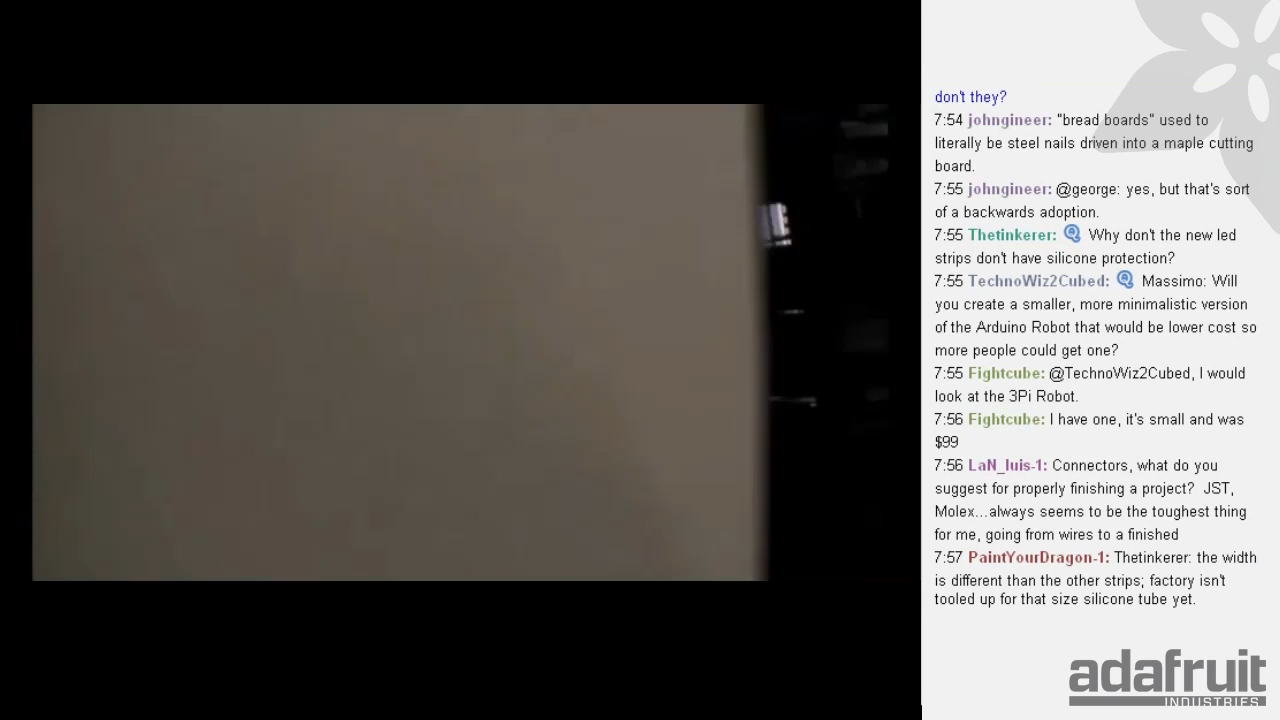 don't they?
7:54 johngineer: "bread boards" used to
literally be steel nails driven into a maple cutting
board.
7:55 johngineer: @george: yes, but that's sort
of a backwards adoption.
7:55 Thetinkerer: Q Why don't the new led
strips don't have silicone protection?
7:55 TechnoWiz2Cubed: Q Massimo: Will
you create a smaller, more minimalistic version
of the Arduino Robot that would be lower cost so
more people could get one?
7:55 Fightcube: @TechnoWiz2Cubed, I would
look at the 3Pi Robot.
7:56 Fightcube: I have one, it's small and was
$99
7:56 LaN_luis-1: Connectors, what do you
suggest for properly finishing a project? JST,
Molex...always seems to be the toughest thing
for me, going from wires to a finished
7:57 PaintYourDragon-1: Thetinkerer: the width
is different than the other strips; factory isn't
tooled up for that size silicone tube yet.
adafruit
INDUSTRIES